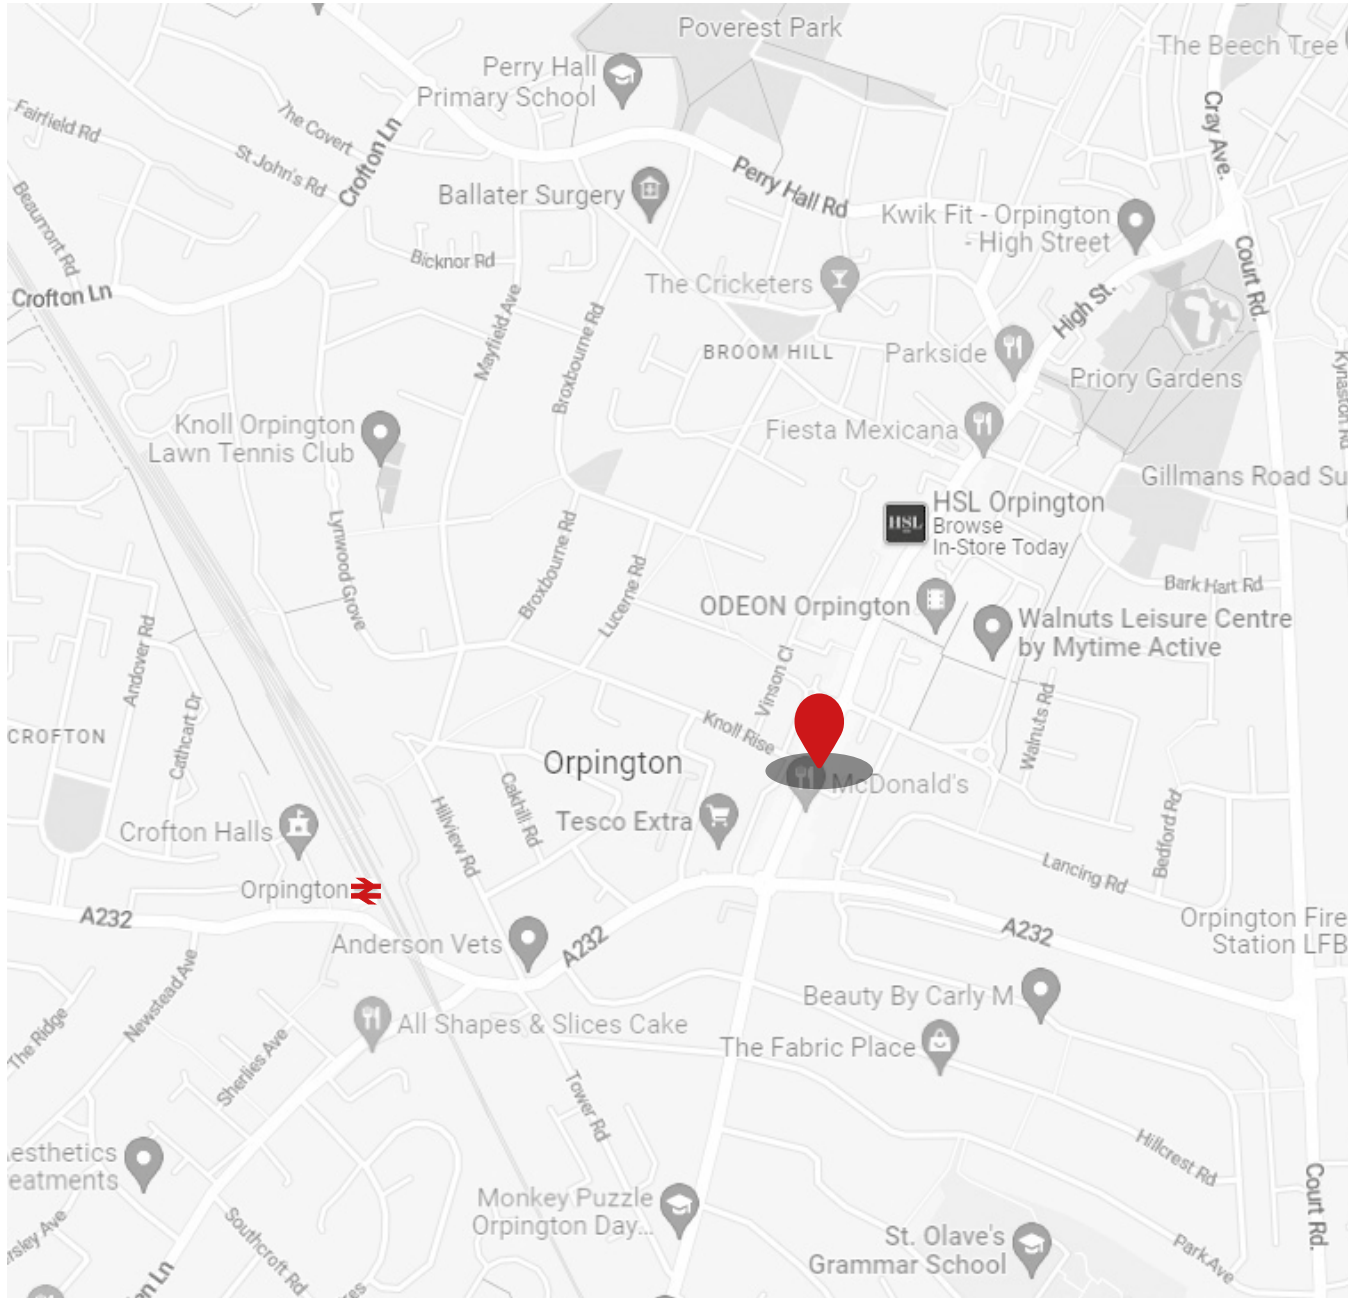 Poverest Park
The Beech Tree
Perry Hall
Primary School
Fairfield Rd
The Covert
St John's Rd
Crofton Ln
Cray Ave.
Beaumont Rd
Ballater Surgery
Perry Hall Rd
Kwik Fit - Orpington
- High Street
Court Rd.
Bicknor Rd
The Cricketers
High St.
Crofton Ln
Mayfield Ave
Broxbourne Rd
BROOM HILL
Parkside
Priory Gardens
Kynaston Rd
Knoll Orpington
Lawn Tennis Club
Fiesta Mexicana
Gillmans Road Su
HSL
HSL Orpington
Browse
In-Store Today
Lynwood Grove
Broxbourne Rd
Lucerne Rd
Bark Hart Rd
ODEON Orpington
Walnuts Leisure Centre
by Mytime Active
Andover Rd
Vinson Cl
Cathcart Dr
Walnuts Rd
CROFTON
Knoll Rise
Orpington
McDonald's
Oakhill Rd
Hillview Rd
Tesco Extra
Crofton Halls
Bedford Rd
Lancing Rd
Orpington
A232
A232
A232
Orpington Fire
Station LFB
Anderson Vets
Newstead Ave
Beauty By Carly M
The Ridge
All Shapes & Slices Cake
The Fabric Place
Sherlies Ave
Tower Rd
esthetics
eatments
Hillcrest Rd
Monkey Puzzle
Orpington Day...
Court Rd.
Southcroft Rd
St. Olave's
Grammar School
Park Ave